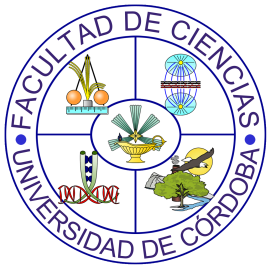 FACULTAD DE CIENCIAS
UNIVERSIDAD DE CÓRDOBA